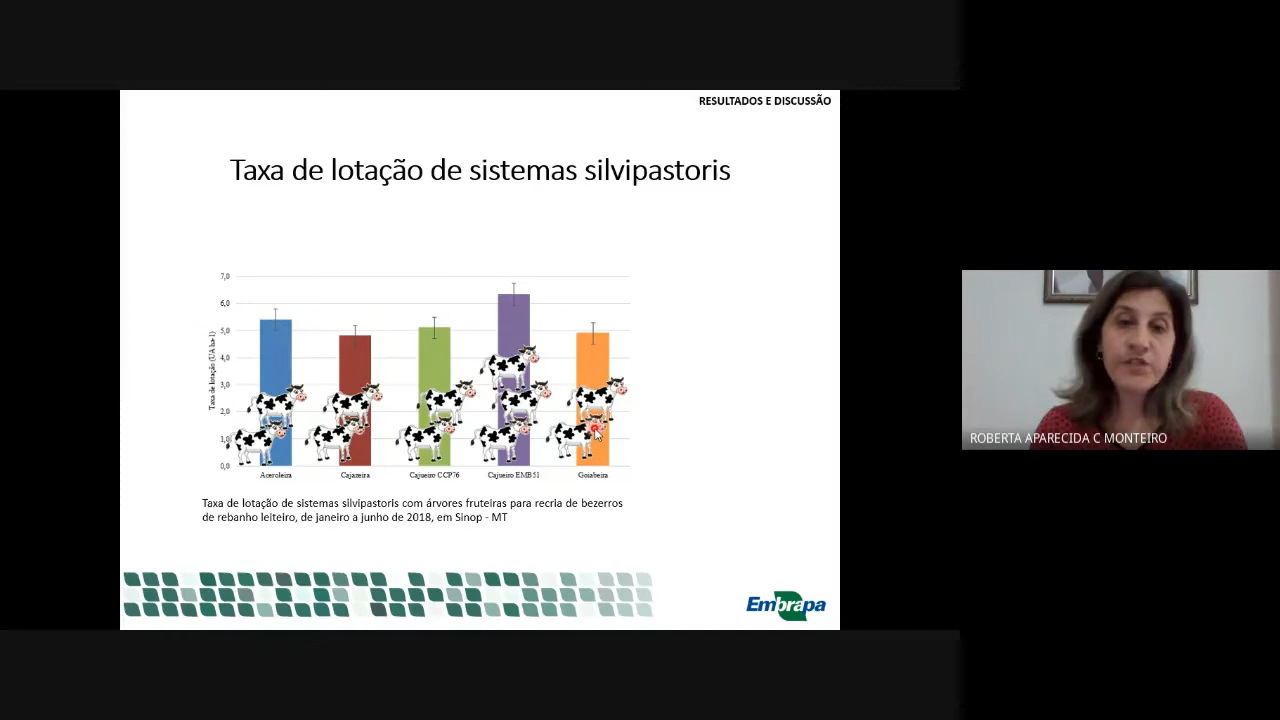 RESULTADOS E DISCUSSÃO
Taxa de lotação de sistemas silvipastoris
7,0
6,0
5,0
4,0
3,0
2,0
1,0
0,0
Taxa de lotação (UA ha-1)
Aceroleira Cajazeira Cajueiro CCP76 Cajueiro EMB51 Goiabeira
Taxa de lotação de sistemas silvipastoris com árvores fruteiras para recria de bezerros
de rebanho leiteiro, de janeiro a junho de 2018, em Sinop - MT
Embrapa
ROBERTA APARECIDA C MONTEIRO